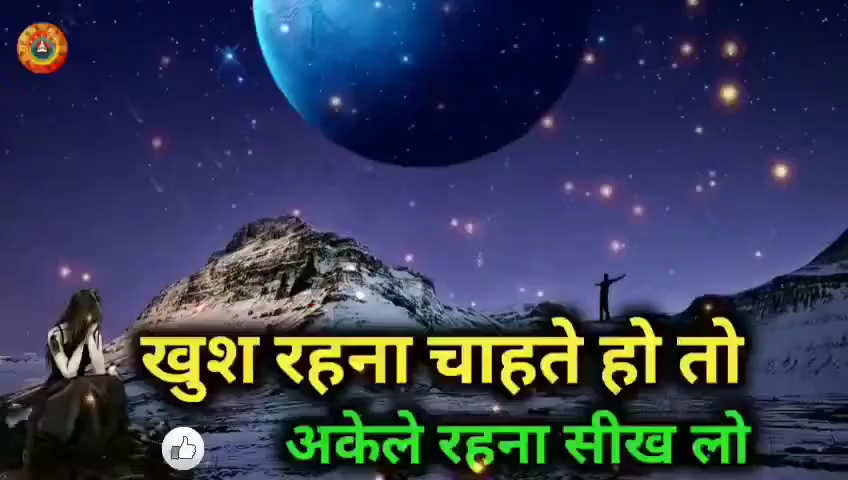 खुश रहना चाहते हो तो
अकेले रहना सीख लो